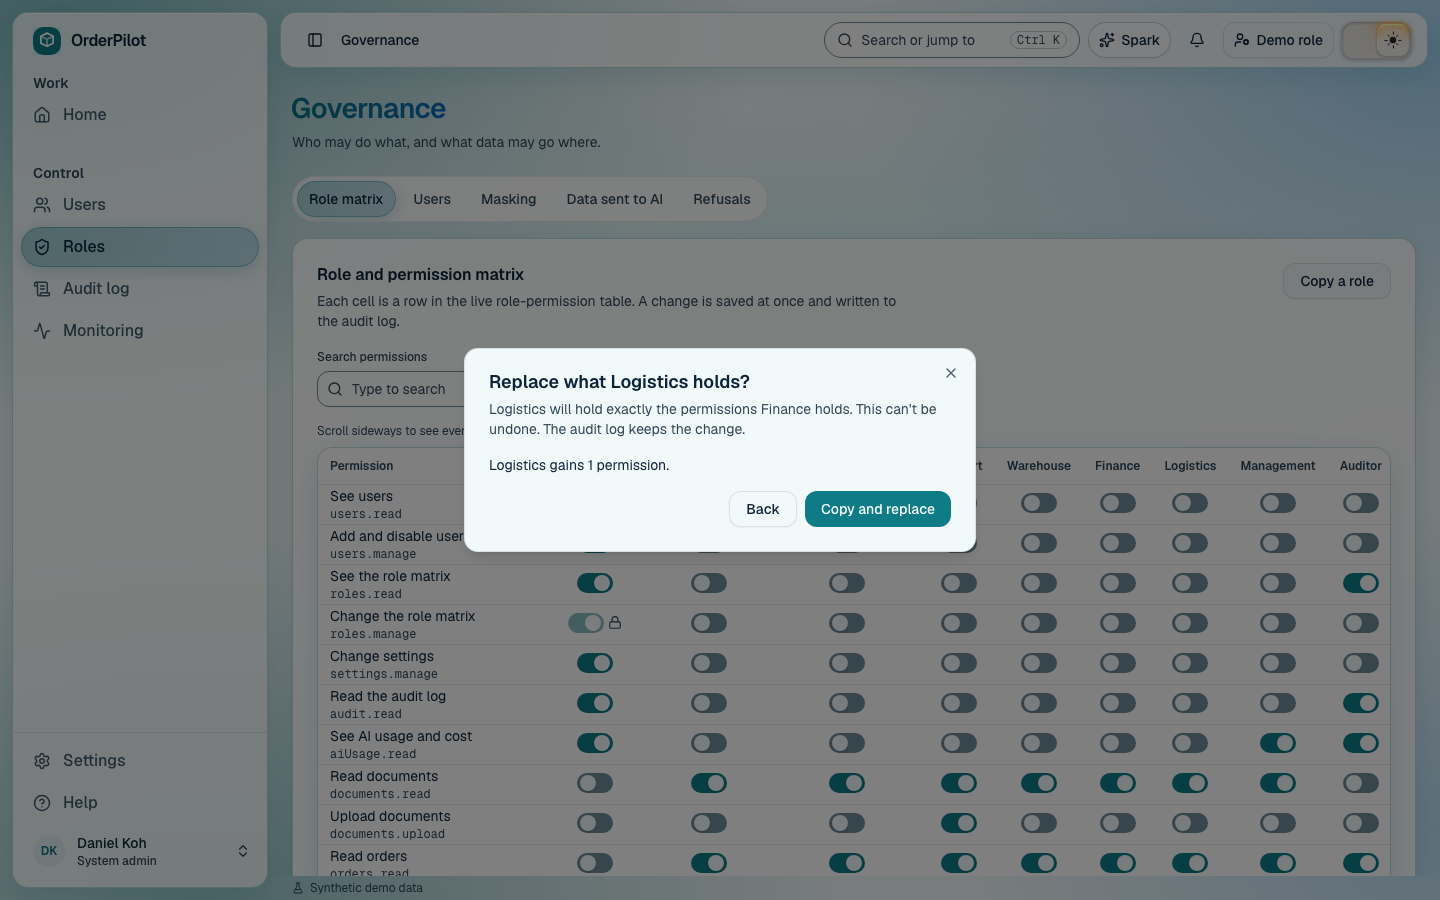 OrderPilot
Work
Home
Control
Users
Roles
Audit log
Monitoring
Settings
Help
DK
Daniel Koh
System admin
Governance
Search or jump to
Ctrl K
Spark
Demo role
Governance
Who may do what, and what data may go where.
Role matrix
Users
Masking
Data sent to AI
Refusals
Role and permission matrix
Each cell is a row in the live role-permission table. A change is saved at once and written to
the audit log.
Copy a role
Search permissions
Type to search
Scroll sideways to see
Replace what Logistics holds?
Logistics will hold exactly the permissions Finance holds. This can't be
undone. The audit log keeps the change.
Logistics gains 1 permission.
Back
Copy and replace
Permission
Warehouse
Finance
Logistics
Management
Auditor
See users
users.read
Add and disable
users.manage
See the role matrix
roles.read
Change the role matrix
roles.manage
Change settings
settings.manage
Read the audit log
audit.read
See AI usage and cost
aiUsage.read
Read documents
documents.read
Upload documents
documents.upload
Read orders
orders.read
Synthetic demo data